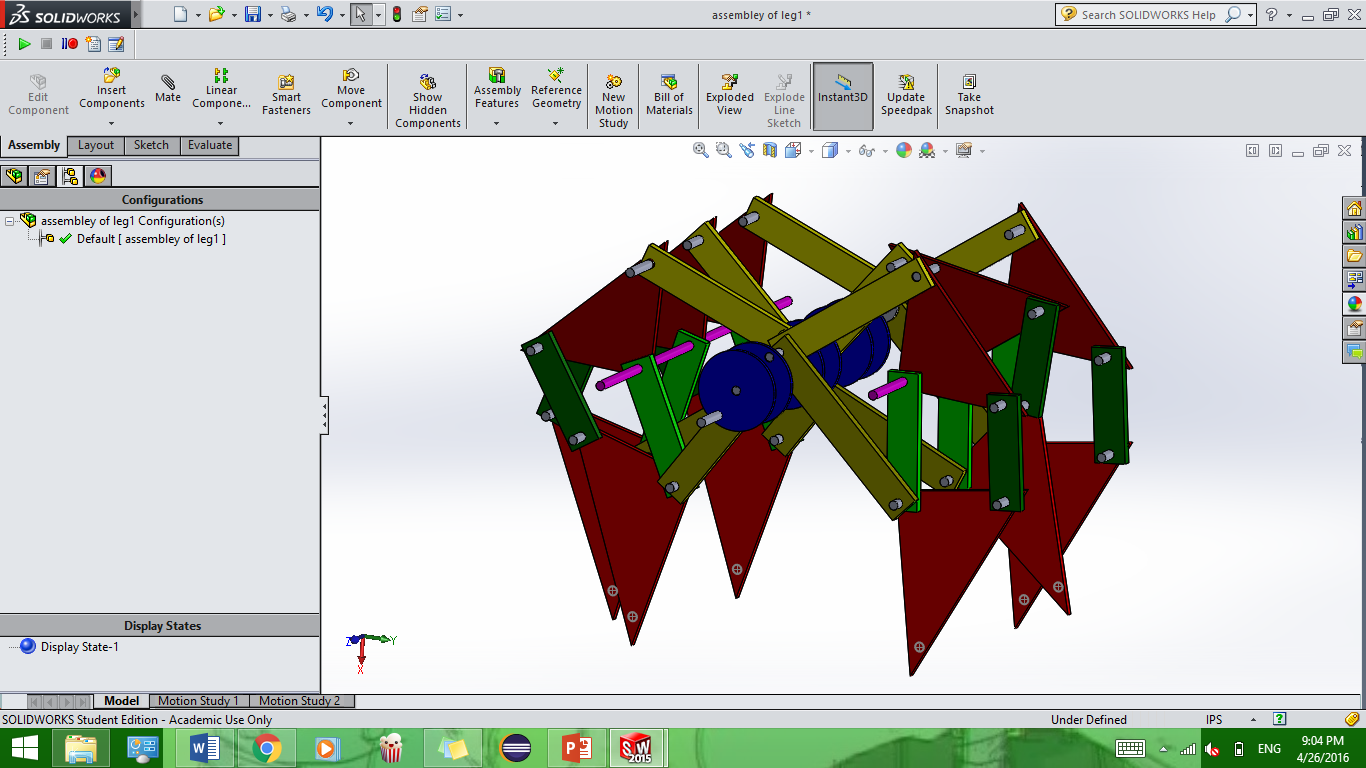 SOLIDWORKS
assembley of leg1 *
Search SOLIDWORKS Help
?
Edit Component
Insert Components
Mate
Linear Compone...
Smart Fasteners
Move Component
Show Hidden Components
Assembly Features
Reference Geometry
New Motion Study
Bill of Materials
Exploded View
Explode Line Sketch
Instant3D
Update Speedpak
Take Snapshot
Assembly
Layout
Sketch
Evaluate
Configurations
assembley of leg1 Configuration(s)
Default [ assembley of leg1 ]
Display States
Display State-1
Z
Y
X
Model
Motion Study 1
Motion Study 2
SOLIDWORKS Student Edition - Academic Use Only
Under Defined
IPS
?
SW
2015
ENG
9:04 PM
4/26/2016